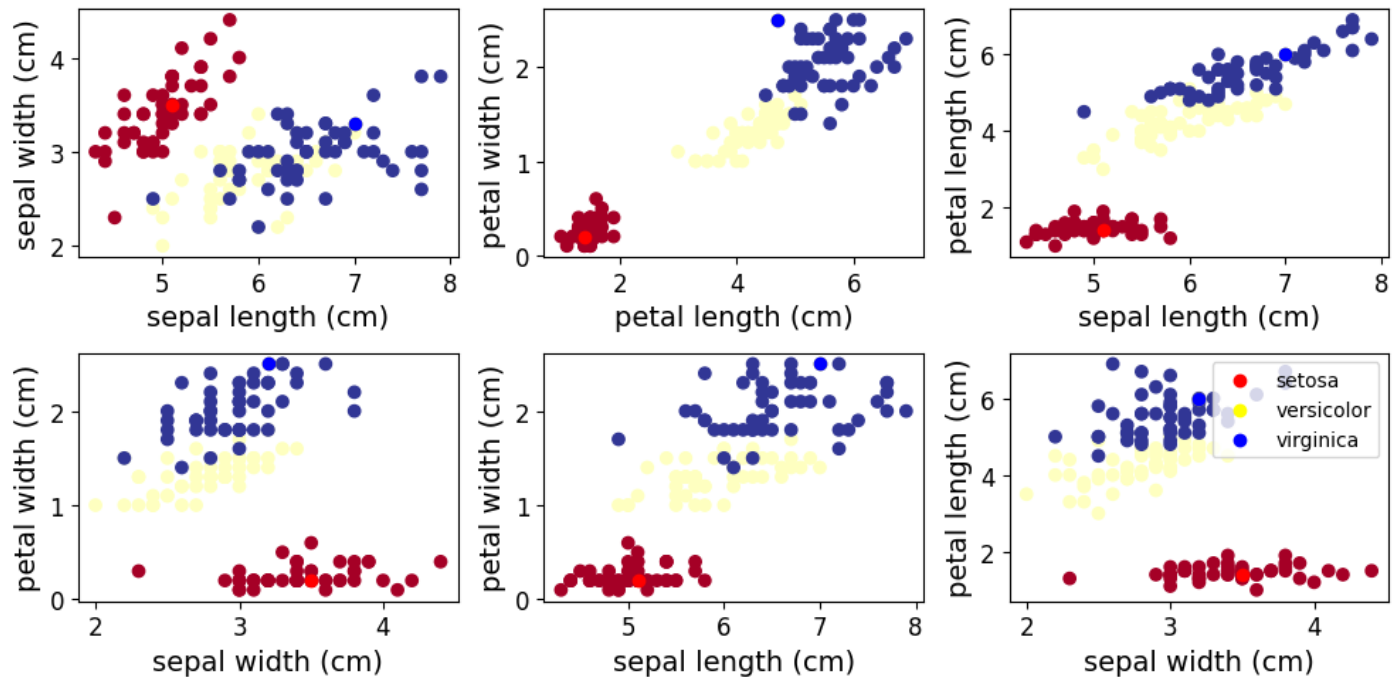 sepal width (cm)
4
3
2
5
6
7
8
sepal length (cm)
petal width (cm)
2
1
0
2
4
6
petal length (cm)
petal length (cm)
6
4
2
5
6
7
8
sepal length (cm)
petal width (cm)
2
1
0
2
3
4
sepal width (cm)
petal width (cm)
2
1
0
5
6
7
8
sepal length (cm)
petal length (cm)
6
4
2
setosa
versicolor
virginica
2
3
4
sepal width (cm)